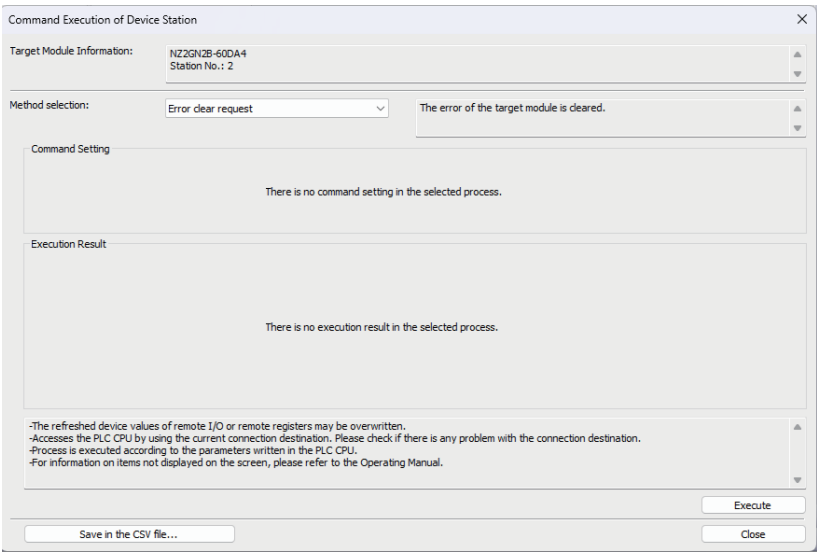 Command Execution of Device Station
Target Module Information:
NZ2GN2B-60DA4
Station No.: 2
Method selection:
Error clear request
The error of the target module is cleared.
Command Setting
There is no command setting in the selected process.
Execution Result
There is no execution result in the selected process.
-The refreshed device values of remote I/O or remote registers may be overwritten.
-Accesses the PLC CPU by using the current connection destination. Please check if there is any problem with the connection destination.
-Process is executed according to the parameters written in the PLC CPU.
-For information on items not displayed on the screen, please refer to the Operating Manual.
Execute
Save in the CSV file...
Close